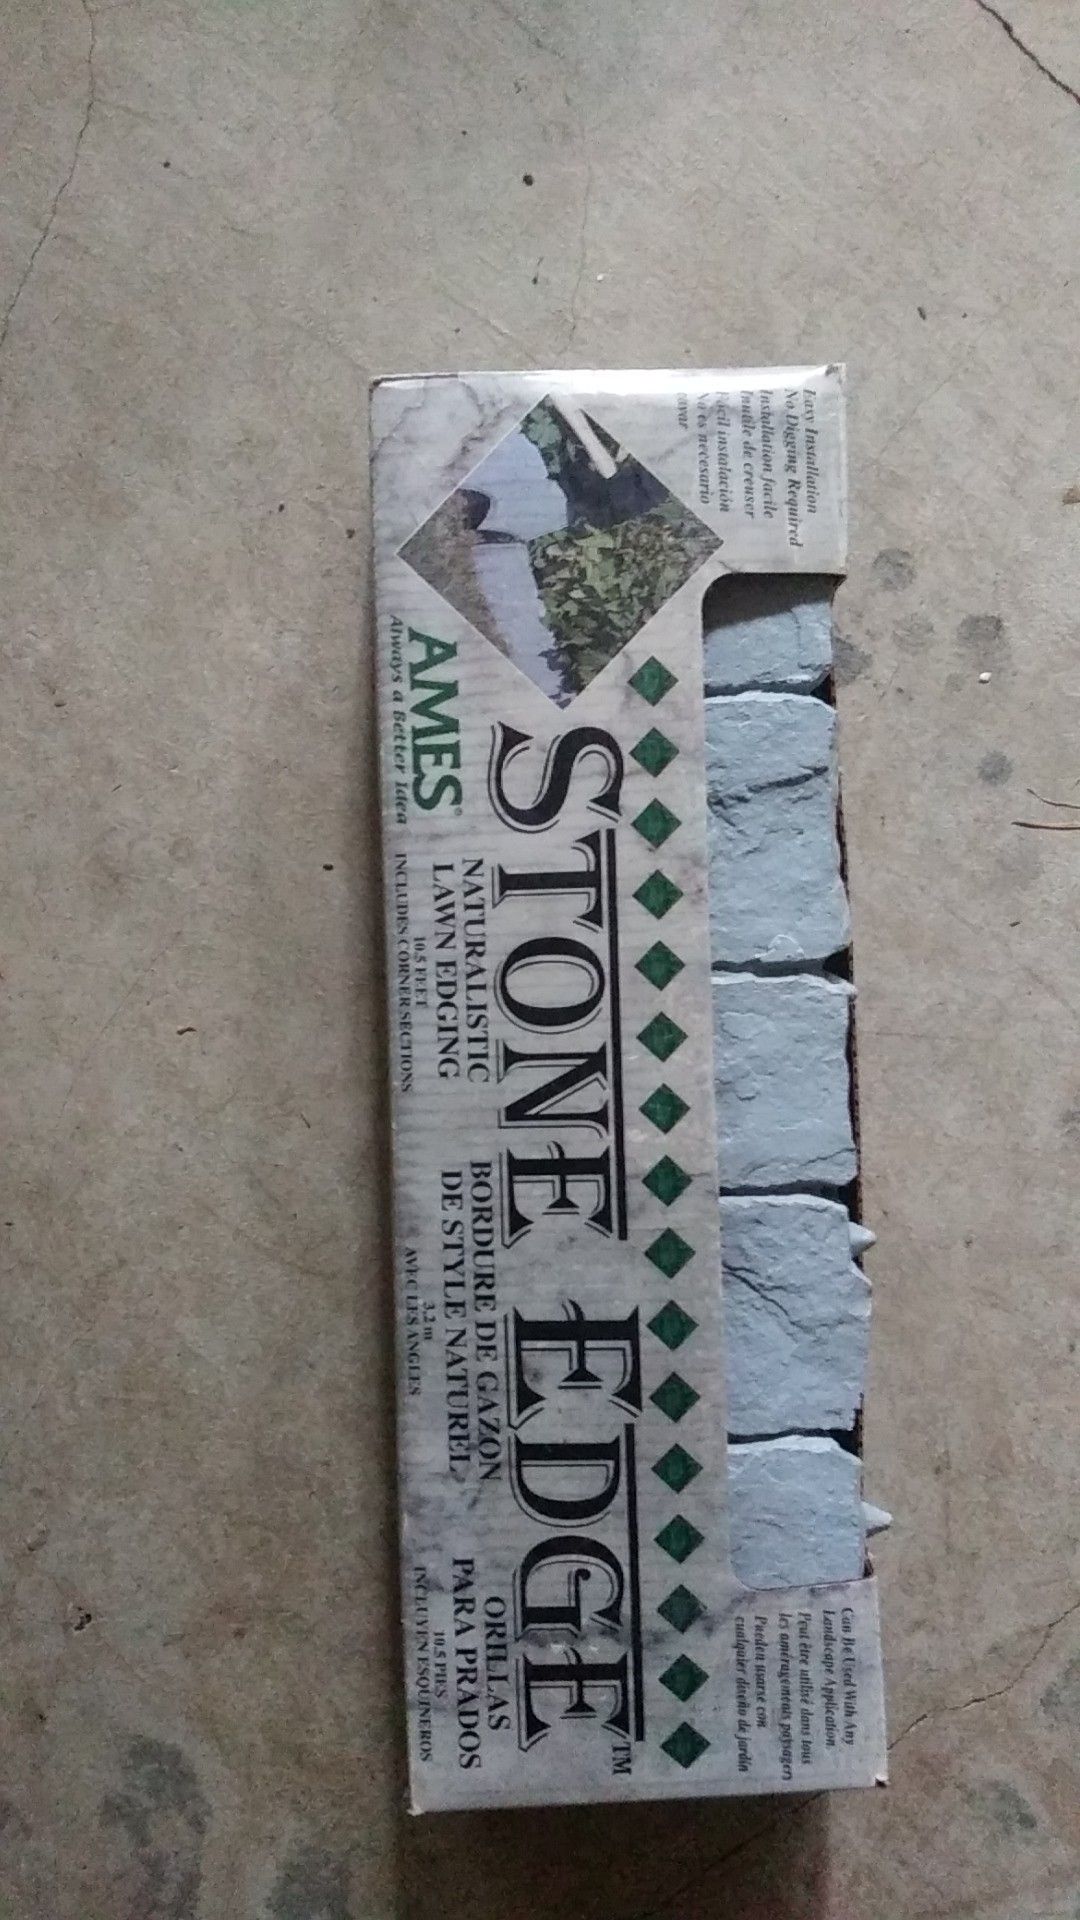 Easy Installation
No Digging Required
Installation facile
Inutile de creuser
Fácil instalación
No es necesario
cavar
Can Be Used With Any
Landscape Application.
Peut être utilisé dans tous
les aménagements paysagers
Pueden usarse con
cualquier diseño de jardín
STONE EDGE™
AMES®
Always a Better Idea
NATURALISTIC
LAWN EDGING
10.5 FEET
INCLUDES CORNER SECTIONS
BORDURE DE GAZON
DE STYLE NATUREL
3.2 m
AVEC LES ANGLES
ORILLAS
PARA PRADOS
10.5 PIES
INCLUYEN ESQUINEROS